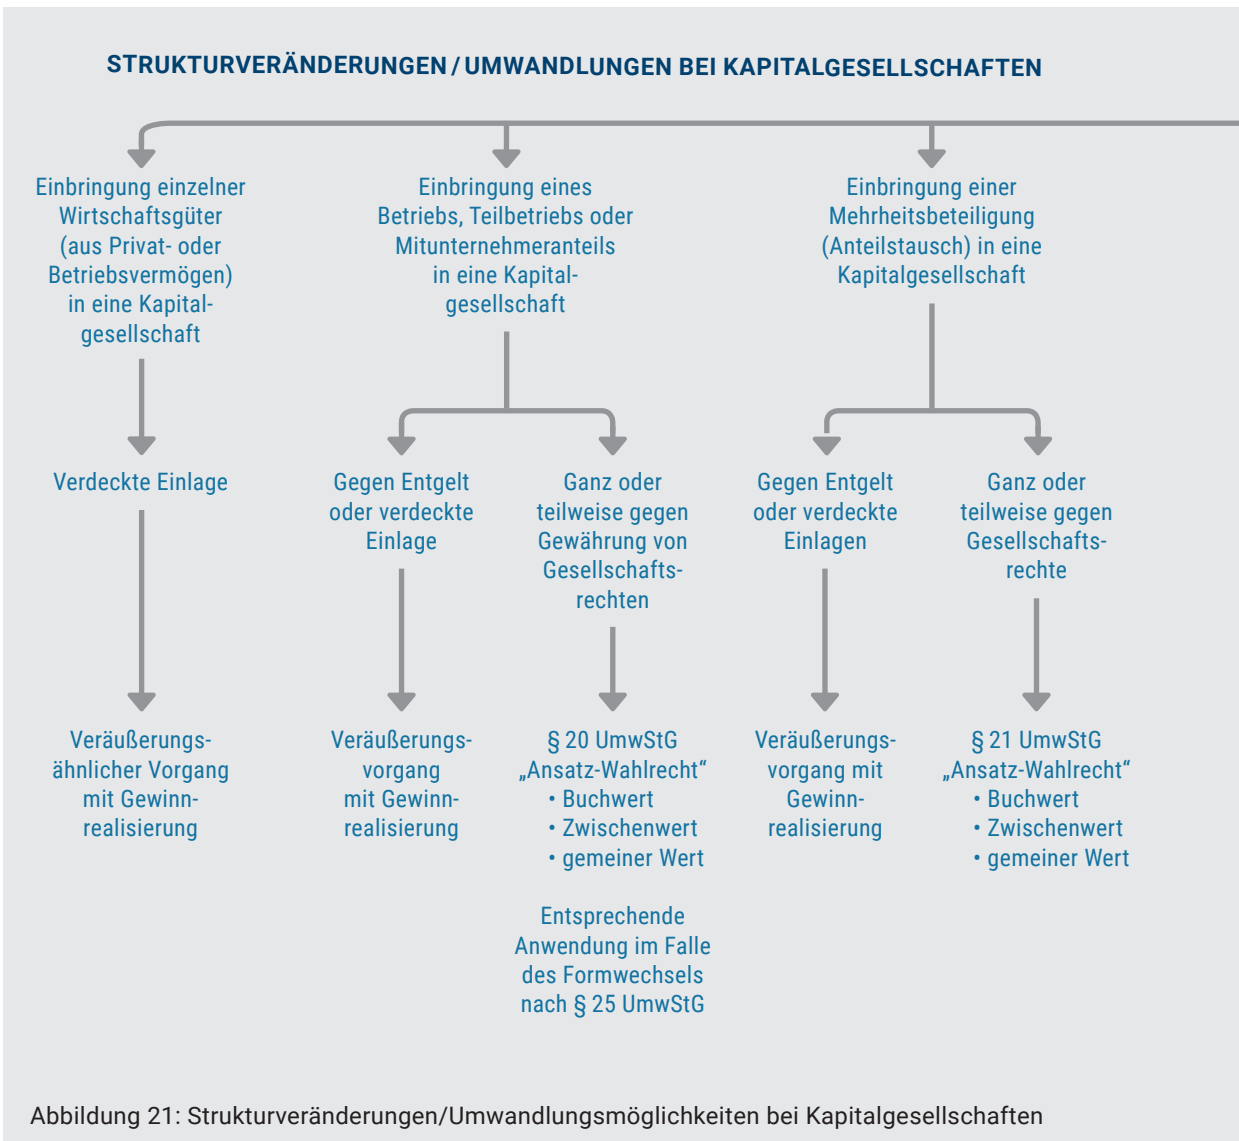 STRUKTURVERÄNDERUNGEN / UMWANDLUNGEN BEI KAPITALGESELLSCHAFTEN
Einbringung einzelner
Wirtschaftsgüter
(aus Privat- oder
Betriebsvermögen)
in eine Kapital-
gesellschaft
Verdeckte Einlage
Veräußerungs-
ähnlicher Vorgang
mit Gewinn-
realisierung
Einbringung eines
Betriebs, Teilbetriebs oder
Mitunternehmeranteils
in eine Kapital-
gesellschaft
Gegen Entgelt
oder verdeckte
Einlage
Veräußerungs-
vorgang
mit Gewinn-
realisierung
Ganz oder
teilweise gegen
Gewährung von
Gesellschafts-
rechten
§ 20 UmwStG
„Ansatz-Wahlrecht“
• Buchwert
• Zwischenwert
• gemeiner Wert
Entsprechende
Anwendung im Falle
des Formwechsels
nach § 25 UmwStG
Einbringung einer
Mehrheitsbeteiligung
(Anteilstausch) in eine
Kapitalgesellschaft
Gegen Entgelt
oder verdeckte
Einlagen
Veräußerungs-
vorgang mit
Gewinn-
realisierung
Ganz oder
teilweise gegen
Gesellschafts-
rechte
§ 21 UmwStG
„Ansatz-Wahlrecht“
• Buchwert
• Zwischenwert
• gemeiner Wert
Abbildung 21: Strukturveränderungen/Umwandlungsmöglichkeiten bei Kapitalgesellschaften